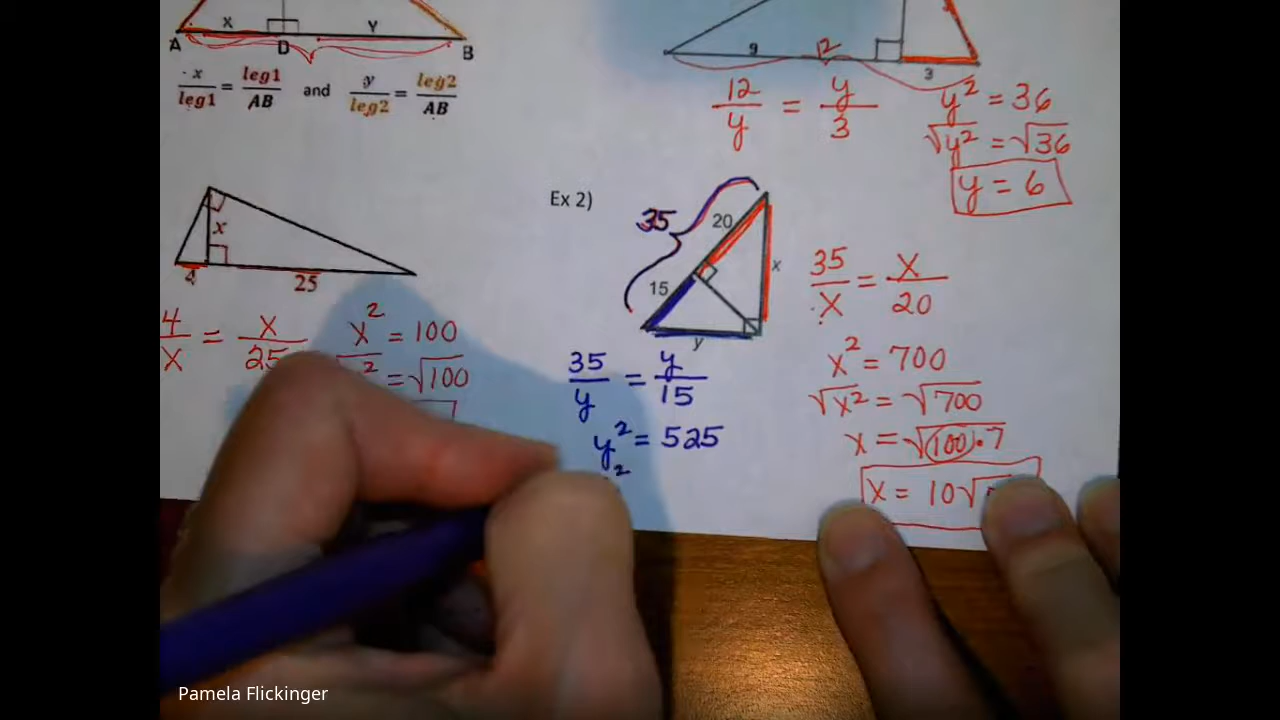 X
Y
A
D
B
x/leg1 = leg1/AB and y/leg2 = leg2/AB
9
12
3
12/y = y/3
y² = 36
√y² = √36
y = 6
x
4
25
4/x = x/25
x² = 100
² = √100
Ex 2)
35
20
15
x
y
35/x = x/20
x² = 700
√x² = √700
x = √100·7
x = 10√
35/y = y/15
y² = 525
2
Pamela Flickinger